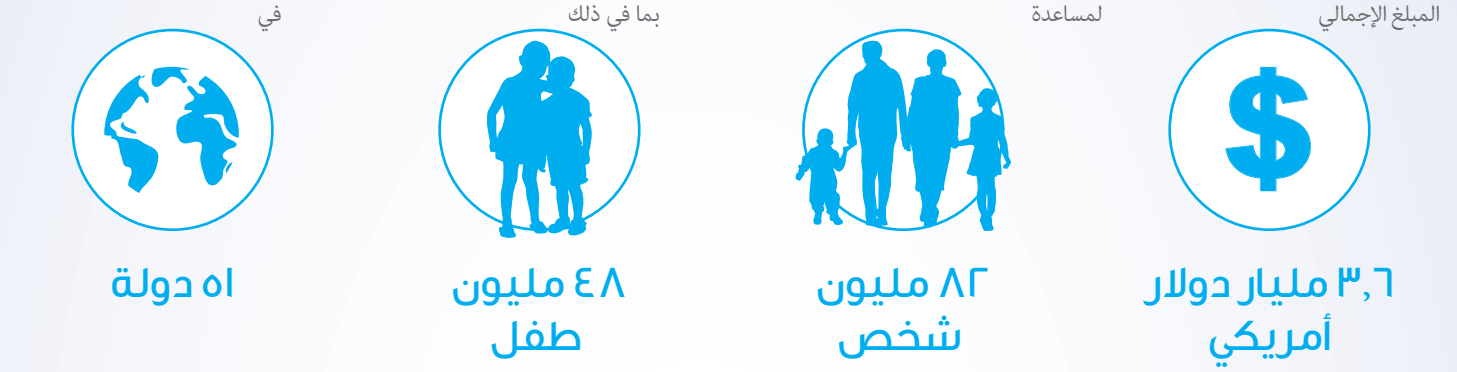 المبلغ الإجمالي
٣,٦ مليار دولار
أمريكي
لمساعدة
٨٢ مليون
شخص
بما في ذلك
٤٨ مليون
طفل
في
٥١ دولة